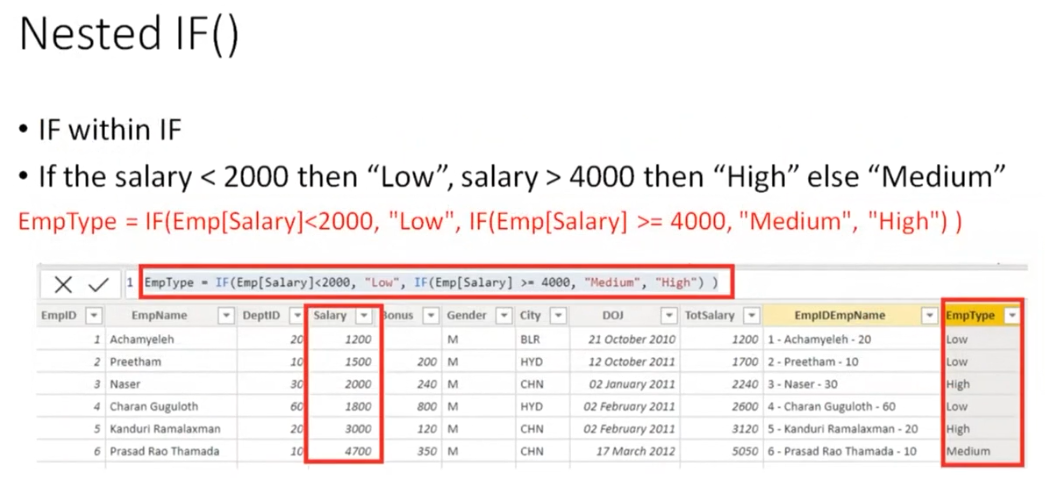 Nested IF()
• IF within IF
• If the salary < 2000 then “Low”, salary > 4000 then “High” else “Medium”
EmpType = IF(Emp[Salary]<2000, "Low", IF(Emp[Salary] >= 4000, "Medium", "High") )
1 EmpType = IF(Emp[Salary]<2000, "Low", IF(Emp[Salary] >= 4000, "Medium", "High") )
EmpID EmpName DeptID Salary Bonus Gender City DOJ TotSalary EmpIDEmpName EmpType
1 Achamyeleh 20 1200 M BLR 21 October 2010 1200 1 - Achamyeleh - 20 Low
2 Preetham 10 1500 200 M HYD 12 October 2011 1700 2 - Preetham - 10 Low
3 Naser 30 2000 240 M CHN 02 January 2011 2240 3 - Naser - 30 High
4 Charan Guguloth 60 1800 800 M HYD 02 February 2011 2600 4 - Charan Guguloth - 60 Low
5 Kanduri Ramalaxman 20 3000 120 M CHN 02 February 2011 3120 5 - Kanduri Ramalaxman - 20 High
6 Prasad Rao Thamada 10 4700 350 M CHN 17 March 2012 5050 6 - Prasad Rao Thamada - 10 Medium